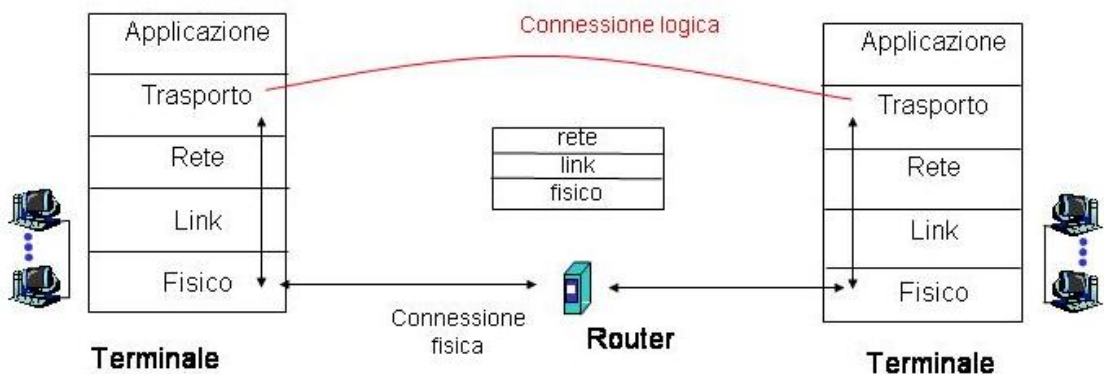 Connessione logica
Applicazione
Trasporto
Rete
Link
Fisico
Terminale
rete
link
fisico
Connessione
fisica
Router
Applicazione
Trasporto
Rete
Link
Fisico
Terminale